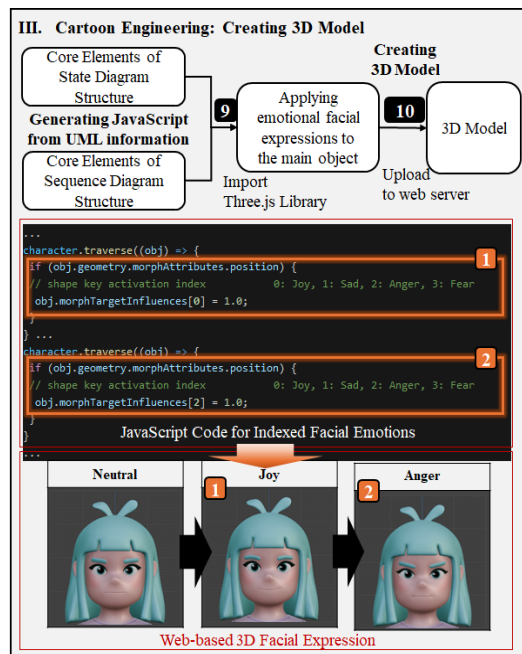 III. Cartoon Engineering: Creating 3D Model
Core Elements of
State Diagram
Structure
Generating JavaScript
from UML information
Core Elements of
Sequence Diagram
Structure
9
Import
Three.js Library
Applying
emotional facial
expressions to
the main object
Creating
3D Model
10
Upload
to web server
3D Model
...
character.traverse((obj) => {
if (obj.geometry.morphAttributes.position) {
// shape key activation index 0: Joy, 1: Sad, 2: Anger, 3: Fear
obj.morphTargetInfluences[0] = 1.0;
}
} ...
1
character.traverse((obj) => {
if (obj.geometry.morphAttributes.position) {
// shape key activation index 0: Joy, 1: Sad, 2: Anger, 3: Fear
obj.morphTargetInfluences[2] = 1.0;
}
}
2
JavaScript Code for Indexed Facial Emotions
...
Neutral
Joy
1
Anger
2
Web-based 3D Facial Expression